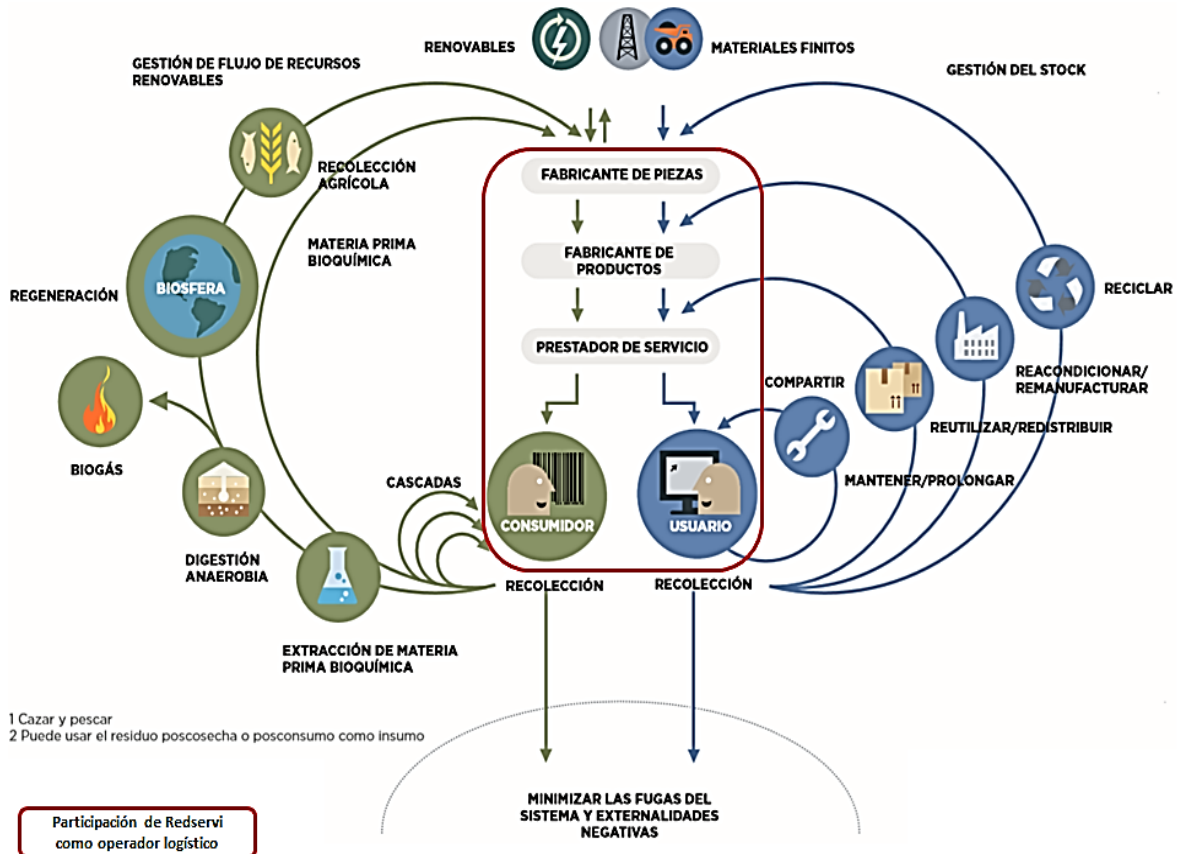 RENOVABLES
MATERIALES FINITOS
GESTIÓN DE FLUJO DE RECURSOS
RENOVABLES
GESTIÓN DEL STOCK
RECOLECCIÓN
AGRÍCOLA
FABRICANTE DE PIEZAS
MATERIA PRIMA
BIOQUÍMICA
FABRICANTE DE
PRODUCTOS
REGENERACIÓN
BIOSFERA
RECICLAR
PRESTADOR DE SERVICIO
COMPARTIR
REACONDICIONAR/
REMANUFACTURAR
REUTILIZAR/REDISTRIBUIR
BIOGÁS
CASCADAS
MANTENER/PROLONGAR
CONSUMIDOR
USUARIO
DIGESTIÓN
ANAEROBIA
RECOLECCIÓN
RECOLECCIÓN
EXTRACCIÓN DE MATERIA
PRIMA BIOQUÍMICA
1 Cazar y pescar
2 Puede usar el residuo poscosecha o posconsumo como insumo
MINIMIZAR LAS FUGAS DEL
SISTEMA Y EXTERNALIDADES
NEGATIVAS
Participación de Redservi
como operador logístico